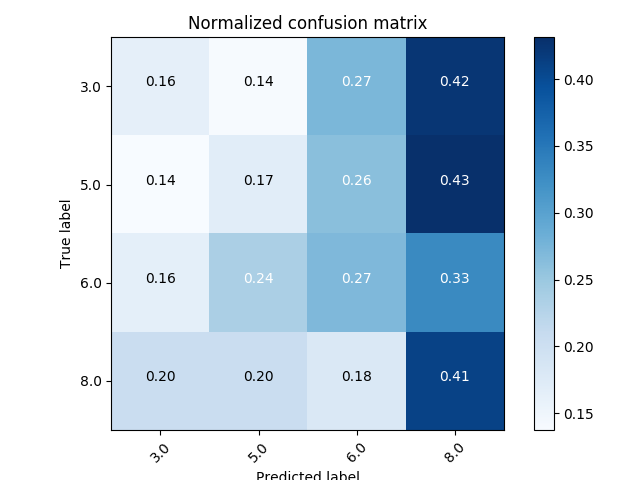 Normalized confusion matrix
3.0 0.16 0.14 0.27 0.42
5.0 0.14 0.17 0.26 0.43
6.0 0.16 0.24 0.27 0.33
8.0 0.20 0.20 0.18 0.41
True label
3.0 5.0 6.0 8.0
Predicted label
0.40
0.35
0.30
0.25
0.20
0.15